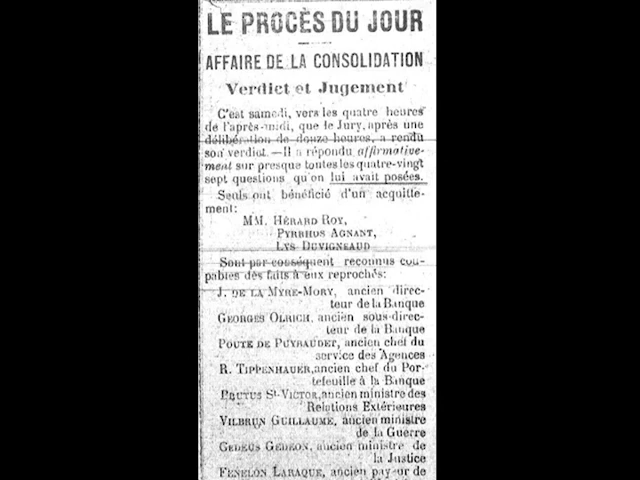 LE PROCÈS DU JOUR
AFFAIRE DE LA CONSOLIDATION
Verdict et Jugement
C'est samedi, vers les quatre heures
de l'après-midi, que le Jury, après une
délibération de douze heures, a rendu
son verdict. —Il a répondu affirmative-
ment sur presque toutes les quatre-vingt
sept questions qu'on lui avait posées.
Seuls ont bénéficié d'un acquitte-
ment:
MM. HÉRARD ROY,
PYRRHUS AGNANT,
LYS DUVIGNEAUD
Sont par conséquent reconnus cou-
pables des faits à eux reprochés:
J. DE LA MYRE-MORY, ancien direc-
teur de la Banque
GEORGES OLRICH, ancien sous-direc-
teur de la Banque
POUTE DE PUYBAUDET, ancien chef du
service des Agences
R. TIPPENHAUER, ancien chef du Por-
tefeuille à la Banque
BRUTUS St-VICTOR, ancien ministre des
Relations Extérieures
VILBRUN GUILLAUME, ancien ministre
de la Guerre
GEDEUS GEDEON, ancien ministre de
la Justice
FENELON LARAQUE, ancien payeur de